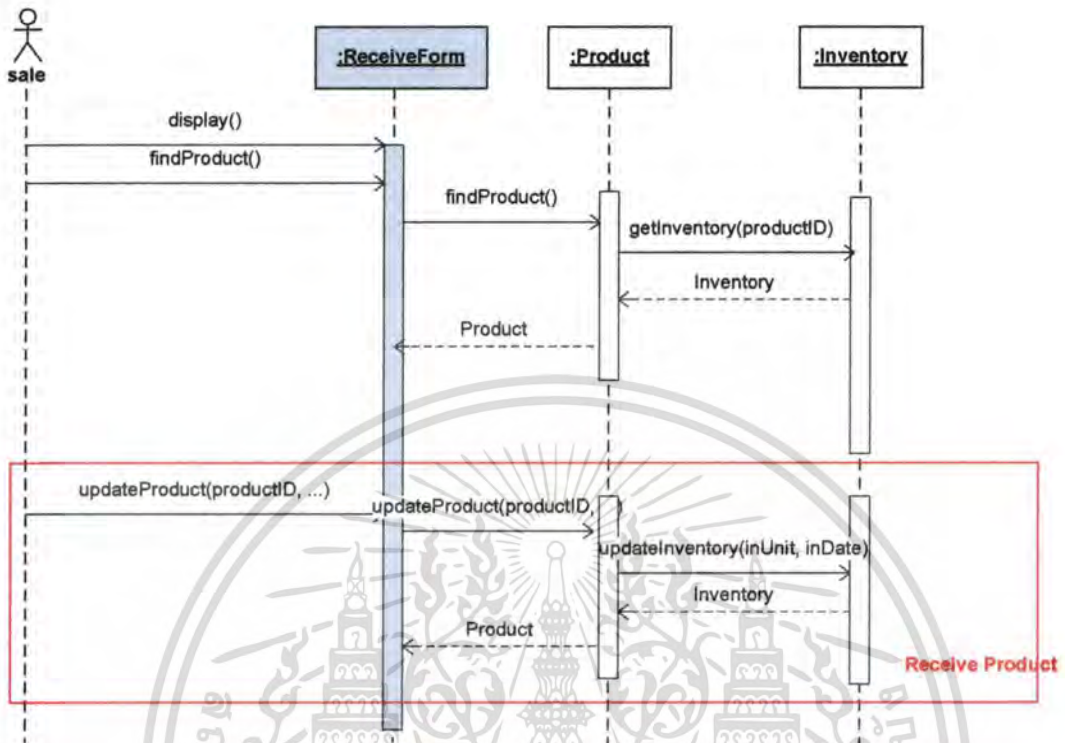 sale
:ReceiveForm
:Product
:Inventory
display()
findProduct()
findProduct()
getInventory(productID)
Inventory
Product
updateProduct(productID, ...)
updateProduct(productID, )
updateInventory(inUnit, inDate)
Inventory
Product
Receive Product